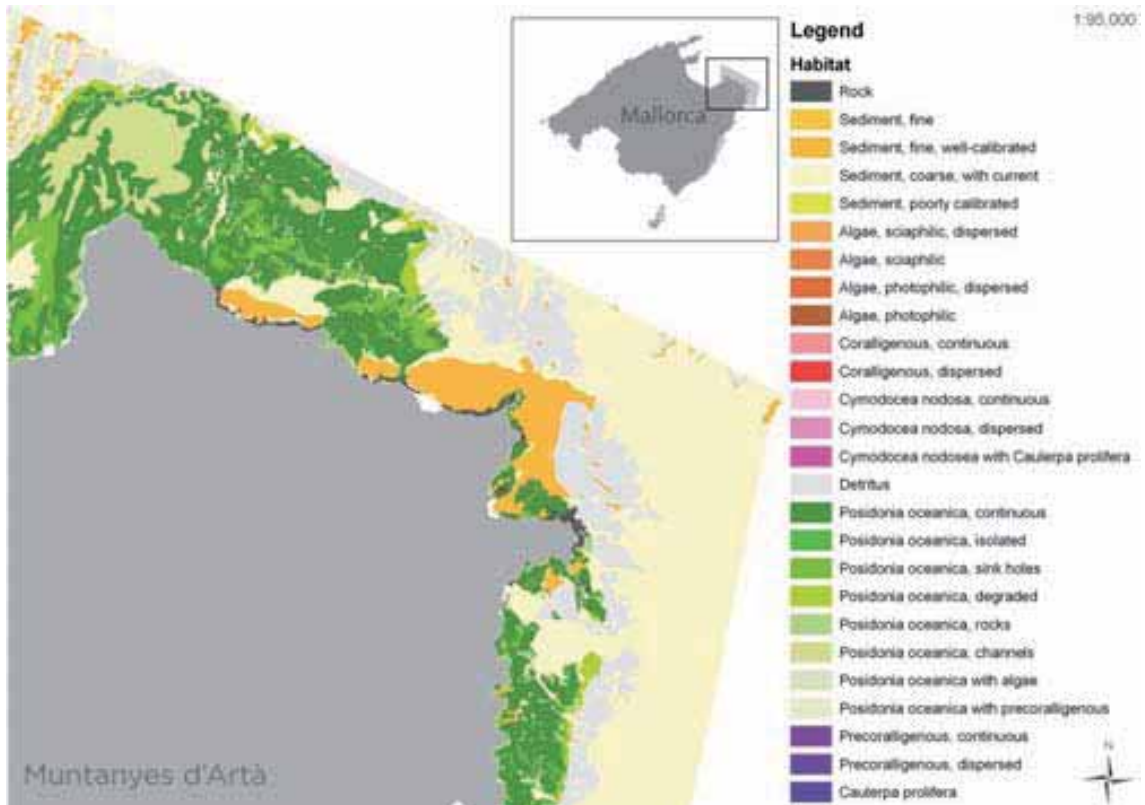 1:95,000
Legend
Habitat
Rock
Sediment, fine
Sediment, fine, well-calibrated
Sediment, coarse, with current
Sediment, poorly calibrated
Algae, sciaphilic, dispersed
Algae, sciaphilic
Algae, photophilic, dispersed
Algae, photophilic
Coralligenous, continuous
Coralligenous, dispersed
Cymodocea nodosa, continuous
Cymodocea nodosa, dispersed
Cymodocea nodosea with Caulerpa prolifera
Detritus
Posidonia oceanica, continuous
Posidonia oceanica, isolated
Posidonia oceanica, sink holes
Posidonia oceanica, degraded
Posidonia oceanica, rocks
Posidonia oceanica, channels
Posidonia oceanica with algae
Posidonia oceanica with precoralligenous
Precoralligenous, continuous
Precoralligenous, dispersed
Caulerpa prolifera
Mallorca
Muntanyes d'Artà
N